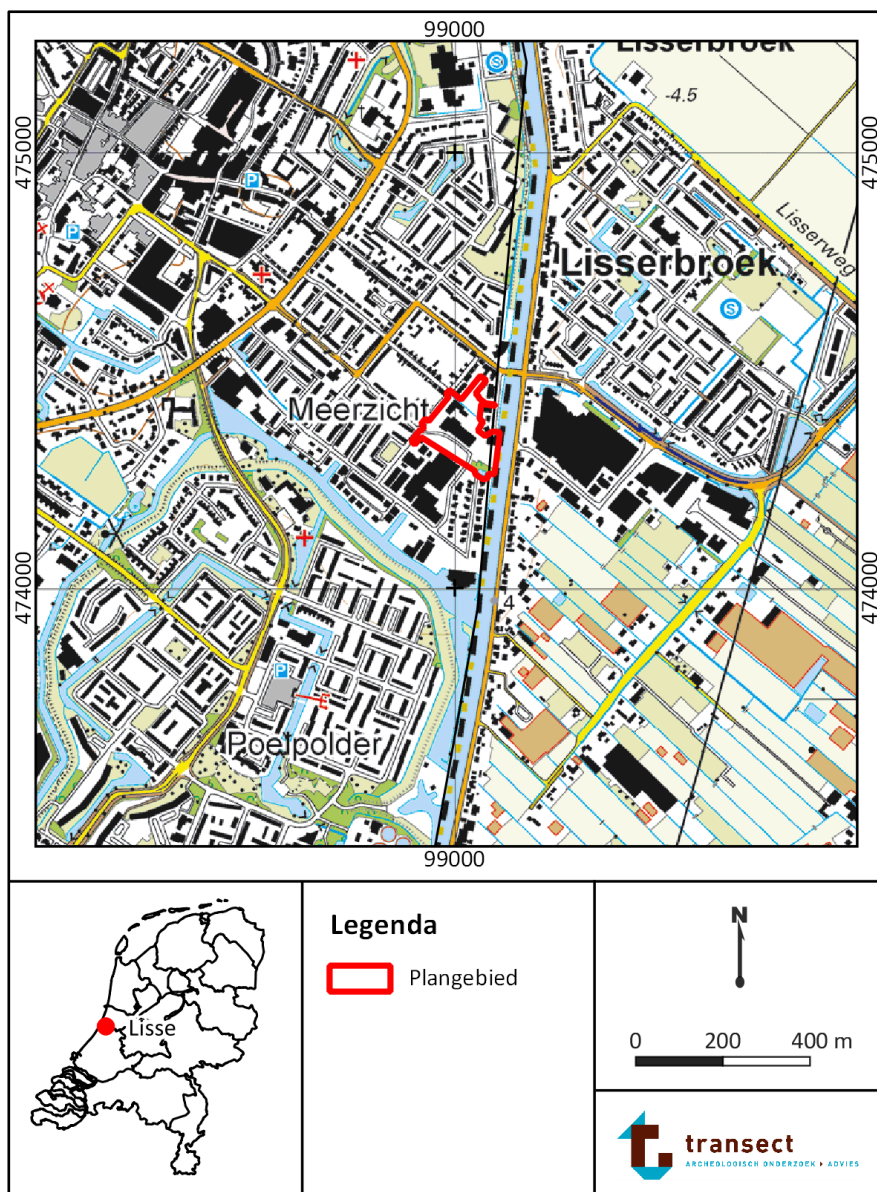 99000
Lisserbroek
-4.5
475000
475000
P
P
S
Lisserweg
Lisserbroek
S
Meerzicht
474000
474000
4
P
Poelpolder
99000
Lisse
Legenda
Plangebied
N
0 200 400 m
transect
ARCHEOLOGISCH ONDERZOEK ▸ ADVIES